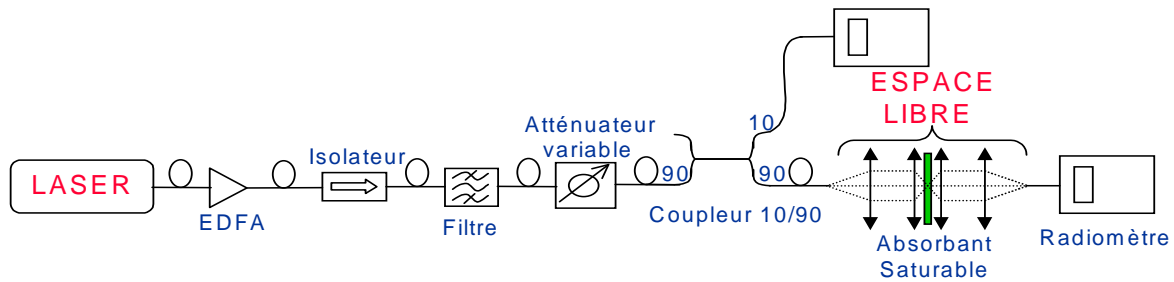 ESPACE
LIBRE
Atténuateur
variable
10
Isolateur
LASER
90
90
EDFA
Filtre
Coupleur 10/90
Absorbant
Saturable
Radiomètre